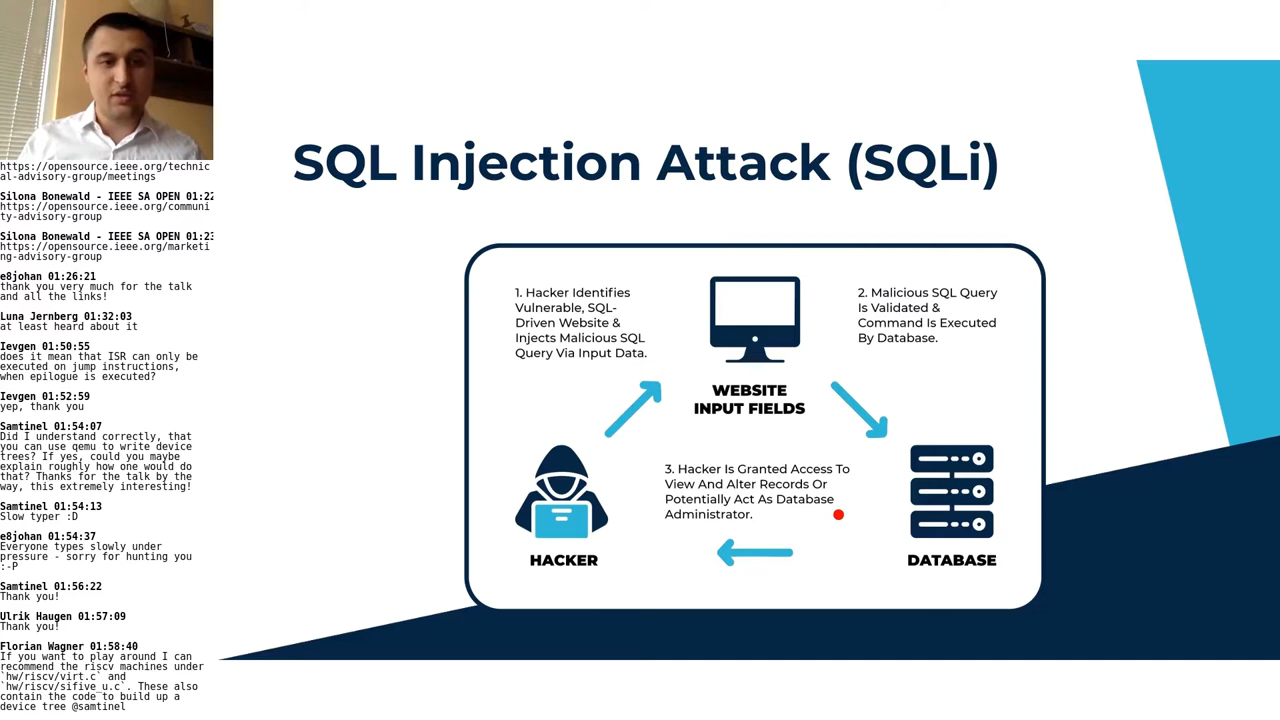 https://opensource.ieee.org/technic
al-advisory-group/meetings
Silona Bonewald - IEEE SA OPEN 01:22
https://opensource.ieee.org/communi
ty-advisory-group
Silona Bonewald - IEEE SA OPEN 01:23
https://opensource.ieee.org/marketi
ng-advisory-group
e8johan 01:26:21
thank you very much for the talk
and all the links!
Luna Jernberg 01:32:03
at least heard about it
Ievgen 01:50:55
does it mean that ISR can only be
executed on jump instructions,
when epilogue is executed?
Ievgen 01:52:59
yep, thank you
Samtinel 01:54:07
Did I understand correctly, that
you can use qemu to write device
trees? If yes, could you maybe
explain roughly how one would do
that? Thanks for the talk by the
way, this extremely interesting!
Samtinel 01:54:13
Slow typer :D
e8johan 01:54:37
Everyone types slowly under
pressure - sorry for hunting you
:-P
Samtinel 01:56:22
Thank you!
Ulrik Haugen 01:57:09
Thank you!
Florian Wagner 01:58:40
If you want to play around I can
recommend the riscv machines under
`hw/riscv/virt.c` and
`hw/riscv/sifive_u.c`. These also
contain the code to build up a
device tree @samtinel
SQL Injection Attack (SQLi)
1. Hacker Identifies
Vulnerable, SQL-
Driven Website &
Injects Malicious SQL
Query Via Input Data.
WEBSITE
INPUT FIELDS
2. Malicious SQL Query
Is Validated &
Command Is Executed
By Database.
3. Hacker Is Granted Access To
View And Alter Records Or
Potentially Act As Database
Administrator.
HACKER
DATABASE